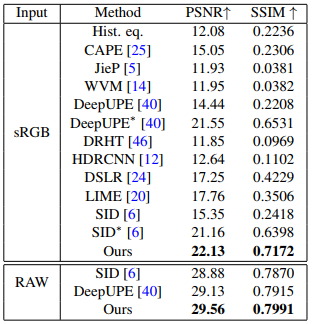 Input Method PSNR↑ SSIM ↑
Hist. eq. 12.08 0.2236
CAPE [25] 15.05 0.2306
JieP [5] 11.93 0.0381
WVM [14] 11.95 0.0382
DeepUPE [40] 14.44 0.2208
DeepUPE* [40] 21.55 0.6531
sRGB DRHT [46] 11.85 0.0969
HDRCNN [12] 12.64 0.1102
DSLR [24] 17.25 0.4229
LIME [20] 17.76 0.3506
SID [6] 15.35 0.2418
SID* [6] 21.16 0.6398
Ours 22.13 0.7172
SID [6] 28.88 0.7870
RAW DeepUPE [40] 29.13 0.7915
Ours 29.56 0.7991